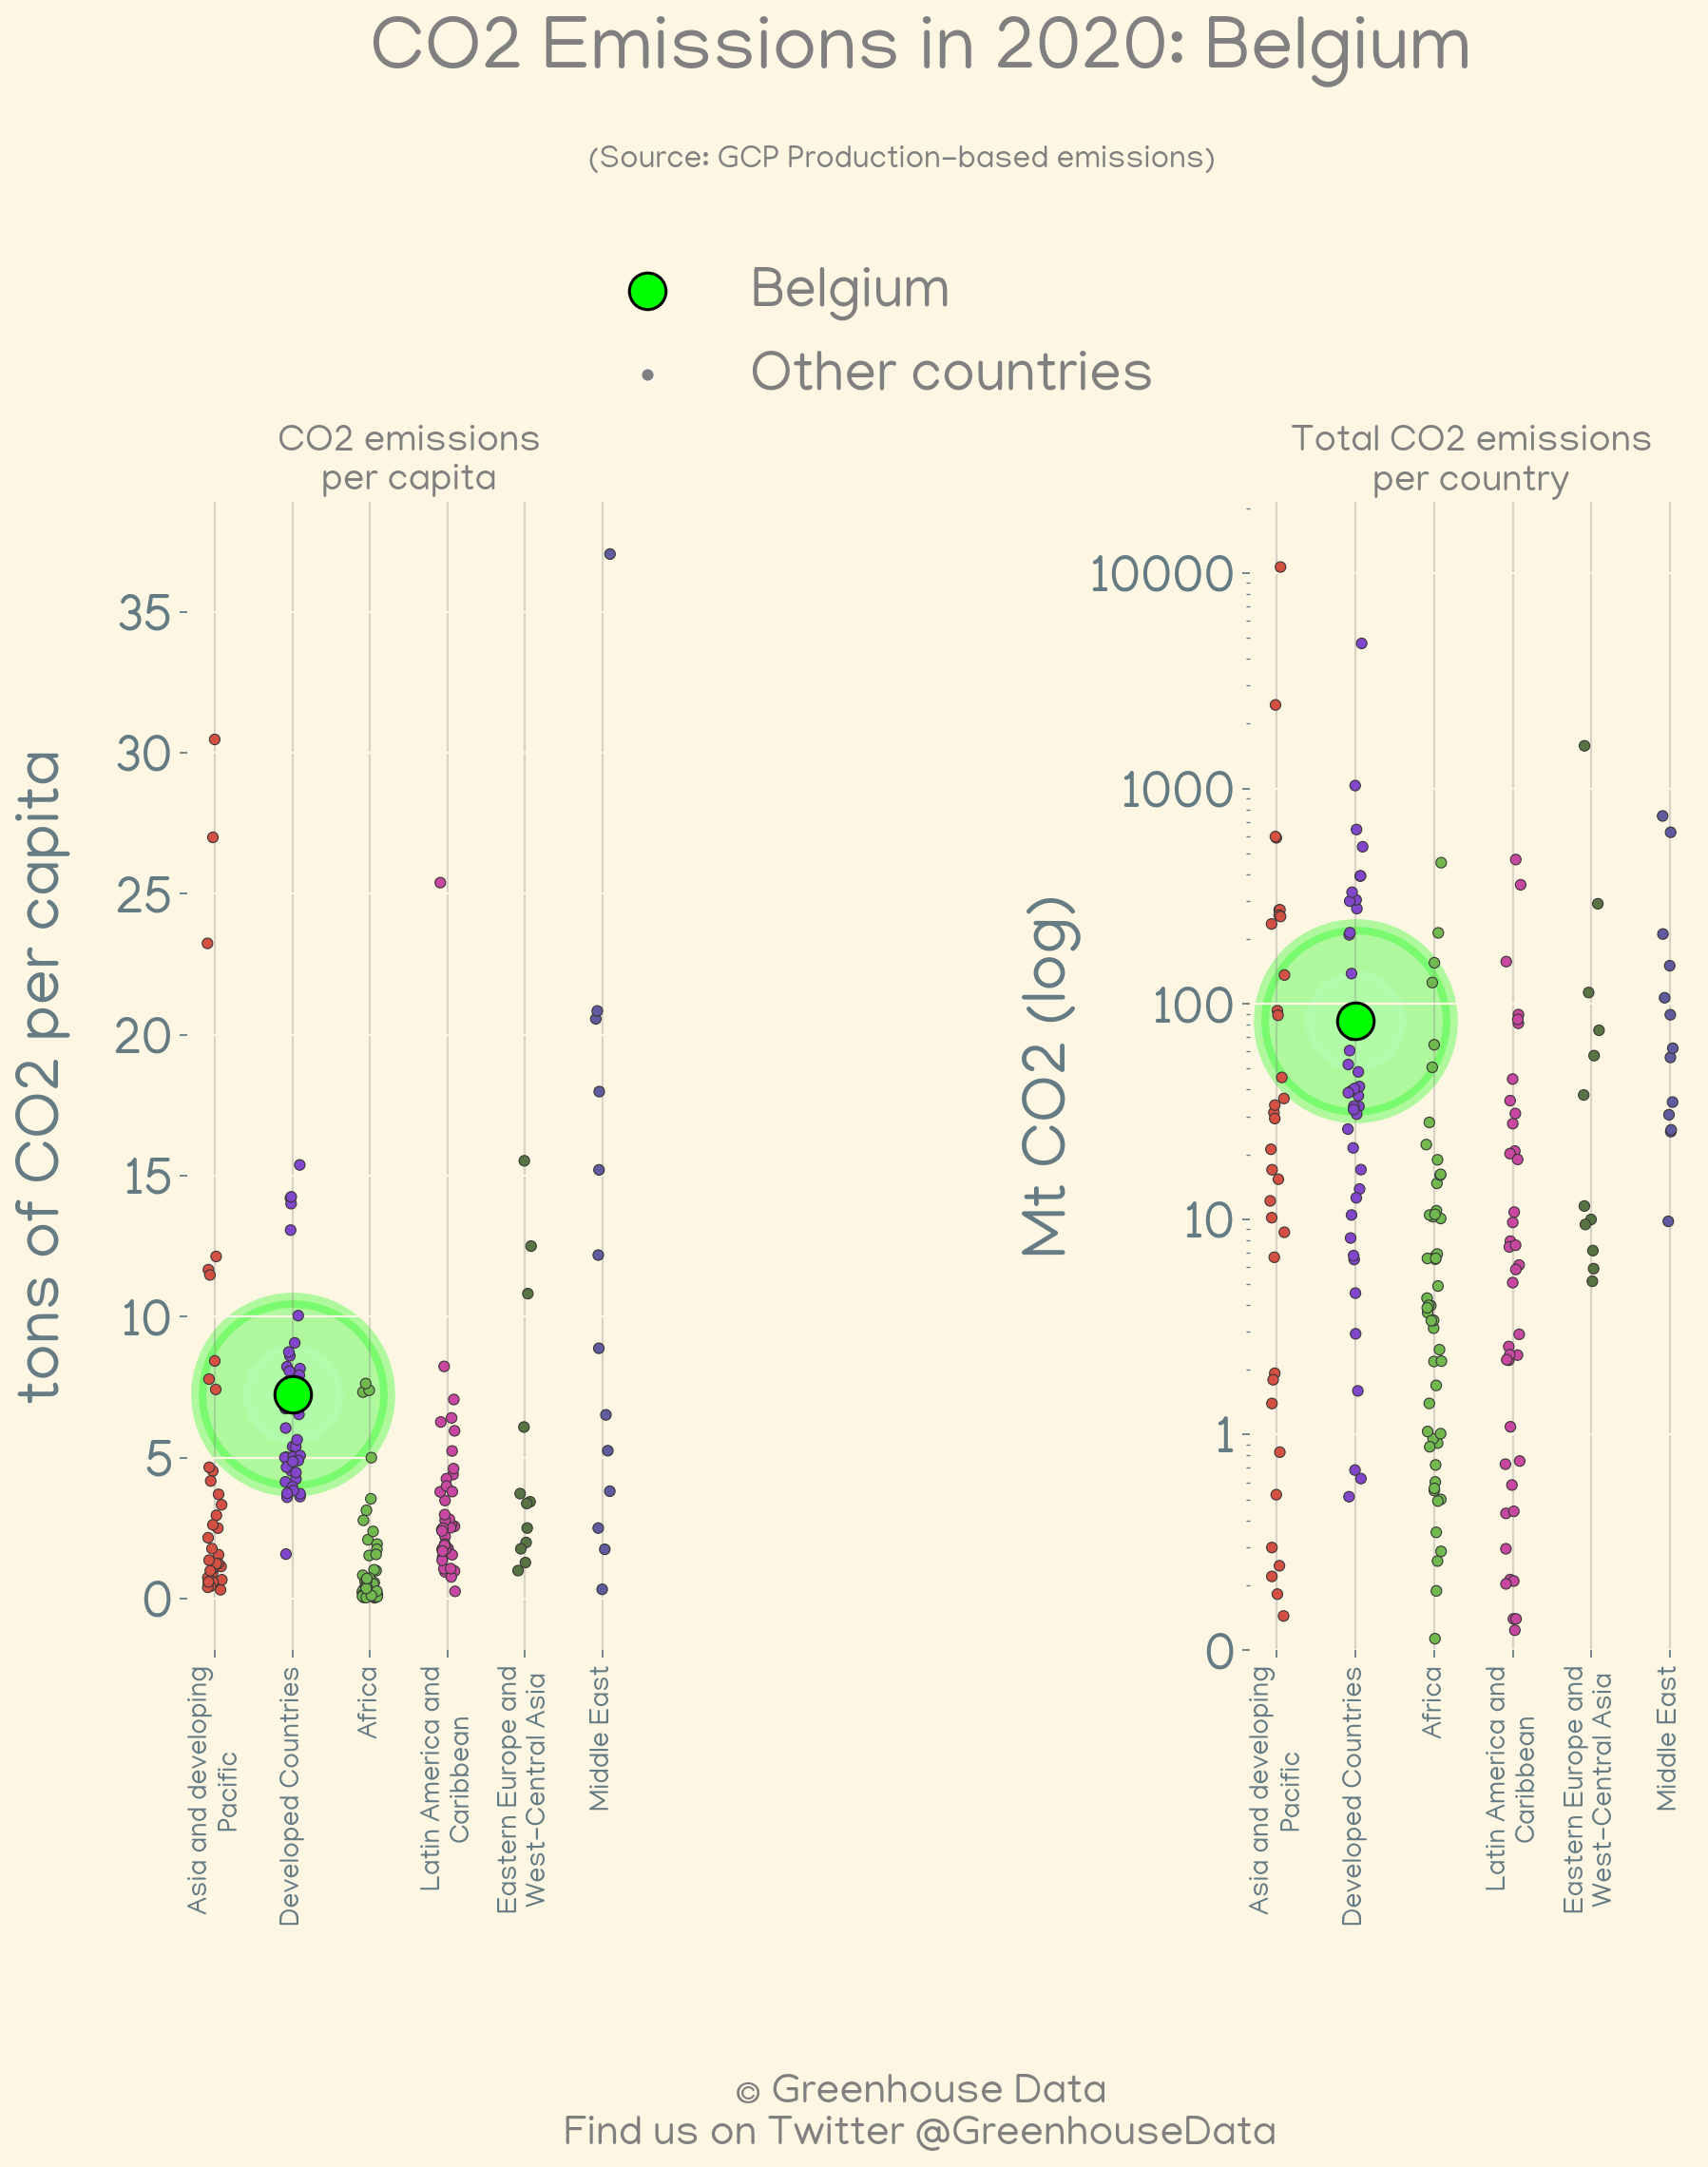 CO2 Emissions in 2020: Belgium
(Source: GCP Production-based emissions)
Belgium
Other countries
CO2 emissions
per capita
tons of CO2 per capita
35
30
25
20
15
10
5
0
Asia and developing
Pacific
Developed Countries
Africa
Latin America and
Caribbean
Eastern Europe and
West-Central Asia
Middle East
Total CO2 emissions
per country
Mt CO2 (log)
10000
1000
100
10
1
0
Asia and developing
Pacific
Developed Countries
Africa
Latin America and
Caribbean
Eastern Europe and
West-Central Asia
Middle East
© Greenhouse Data
Find us on Twitter @GreenhouseData